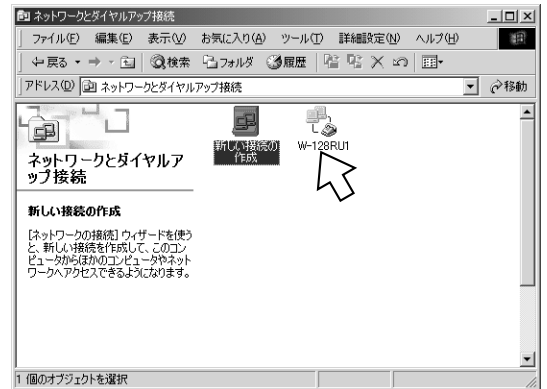 ネットワークとダイヤルアップ接続
ファイル(F) 編集(E) 表示(V) お気に入り(A) ツール(T) 詳細設定(N) ヘルプ(H)
戻る 検索 フォルダ 履歴
アドレス(D) ネットワークとダイヤルアップ接続 移動
ネットワークとダイヤルア
ップ接続
新しい接続の
作成
W-128RU1
新しい接続の作成
[ネットワークの接続] ウィザードを使う
と、新しい接続を作成して、このコン
ピュータからほかのコンピュータやネット
ワークへアクセスできるようになります。
1 個のオブジェクトを選択